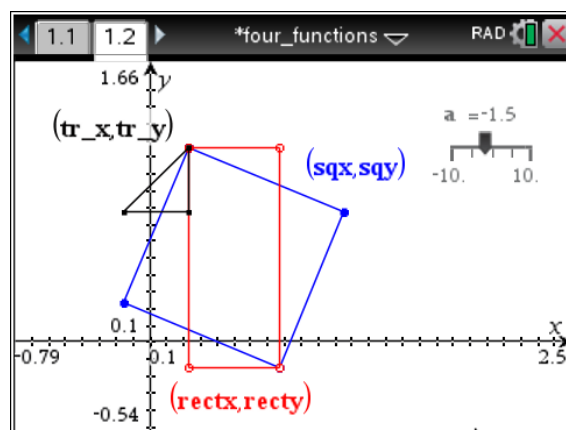 1.1 1.2 *four_functions RAD
1.66 y
(tr_x,tr_y)
a =-1.5
(sqx,sqy)
-10. 10.
0.1 x
-0.79 0.1 2.5
(rectx,recty)
-0.54